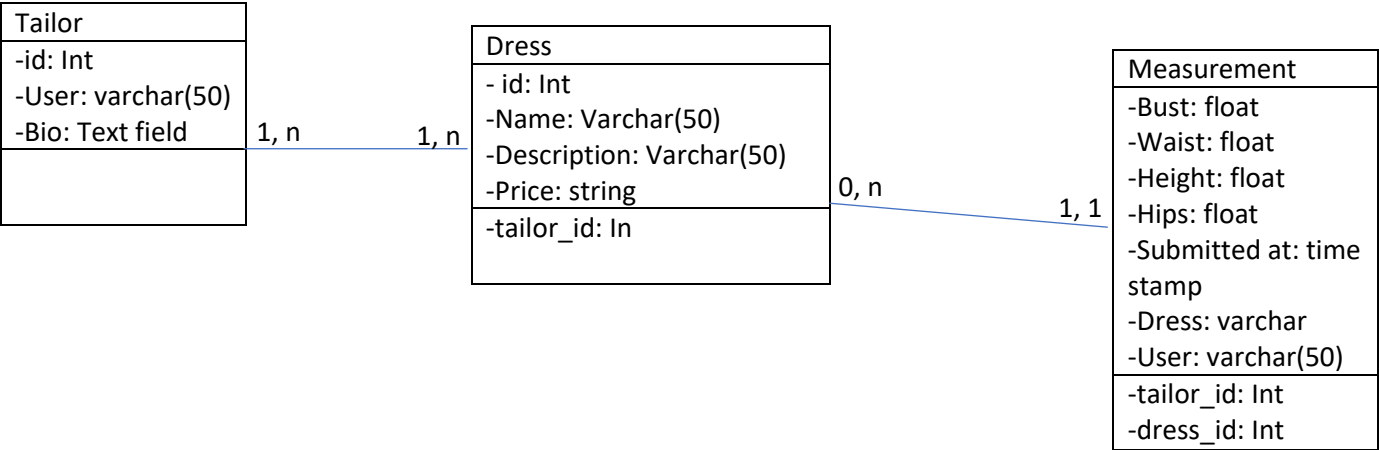 Tailor
-id: Int
-User: varchar(50)
-Bio: Text field
1, n
1, n
Dress
- id: Int
-Name: Varchar(50)
-Description: Varchar(50)
-Price: string
-tailor_id: In
0, n
1, 1
Measurement
-Bust: float
-Waist: float
-Height: float
-Hips: float
-Submitted at: time
stamp
-Dress: varchar
-User: varchar(50)
-tailor_id: Int
-dress_id: Int